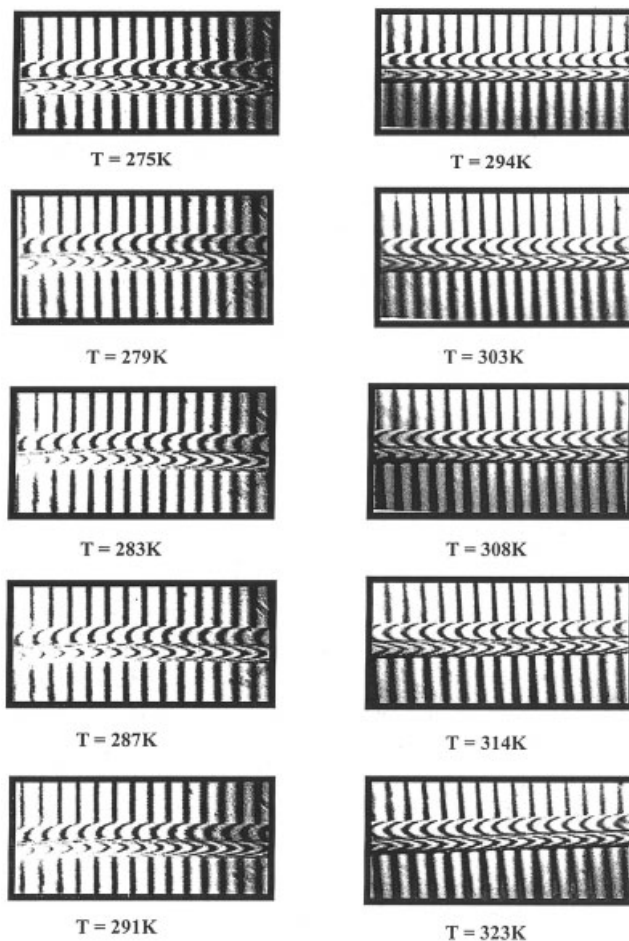 T = 275K
T = 294K
T = 279K
T = 303K
T = 283K
T = 308K
T = 287K
T = 314K
T = 291K
T = 323K